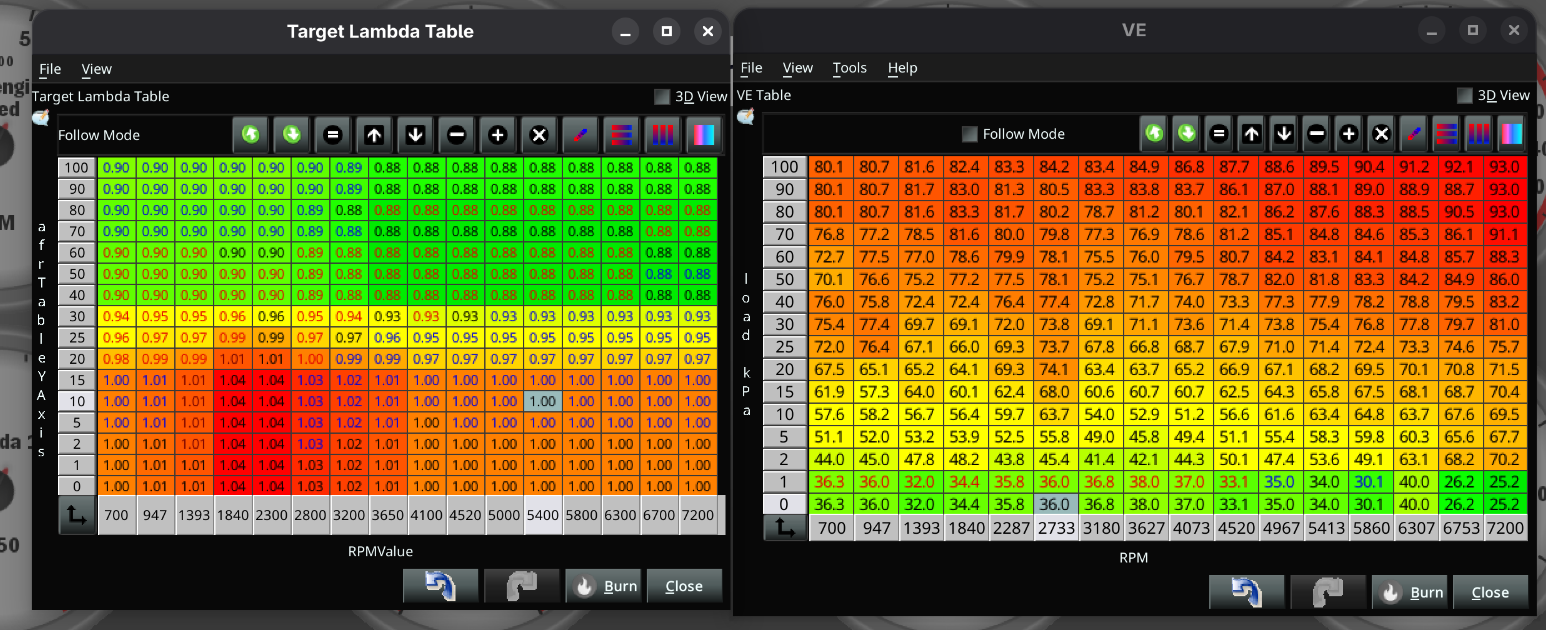 Target Lambda Table
File View
Target Lambda Table 3D View
Follow Mode
100 0.90 0.90 0.90 0.90 0.90 0.90 0.89 0.88 0.88 0.88 0.88 0.88 0.88 0.88 0.88 0.88
90 0.90 0.90 0.90 0.90 0.90 0.90 0.89 0.88 0.88 0.88 0.88 0.88 0.88 0.88 0.88 0.88
80 0.90 0.90 0.90 0.90 0.90 0.89 0.88 0.88 0.88 0.88 0.88 0.88 0.88 0.88 0.88 0.88
70 0.90 0.90 0.90 0.90 0.90 0.89 0.88 0.88 0.88 0.88 0.88 0.88 0.88 0.88 0.88 0.88
60 0.90 0.90 0.90 0.90 0.90 0.89 0.88 0.88 0.88 0.88 0.88 0.88 0.88 0.88 0.88 0.88
50 0.90 0.90 0.90 0.90 0.90 0.89 0.88 0.88 0.88 0.88 0.88 0.88 0.88 0.88 0.88 0.88
40 0.90 0.90 0.90 0.90 0.90 0.89 0.88 0.88 0.88 0.88 0.88 0.88 0.88 0.88 0.88 0.88
30 0.94 0.95 0.95 0.96 0.96 0.95 0.94 0.93 0.93 0.93 0.93 0.93 0.93 0.93 0.93 0.93
25 0.96 0.97 0.97 0.99 0.99 0.97 0.97 0.96 0.95 0.95 0.95 0.95 0.95 0.95 0.95 0.95
20 0.98 0.99 0.99 1.01 1.01 1.00 0.99 0.99 0.97 0.97 0.97 0.97 0.97 0.97 0.97 0.97
15 1.00 1.01 1.01 1.04 1.04 1.03 1.02 1.01 1.00 1.00 1.00 1.00 1.00 1.00 1.00 1.00
10 1.00 1.01 1.01 1.04 1.04 1.03 1.02 1.01 1.00 1.00 1.00 1.00 1.00 1.00 1.00 1.00
5 1.00 1.01 1.01 1.04 1.04 1.03 1.02 1.01 1.00 1.00 1.00 1.00 1.00 1.00 1.00 1.00
2 1.00 1.01 1.01 1.04 1.04 1.03 1.02 1.01 1.00 1.00 1.00 1.00 1.00 1.00 1.00 1.00
1 1.00 1.01 1.01 1.04 1.04 1.03 1.02 1.01 1.00 1.00 1.00 1.00 1.00 1.00 1.00 1.00
0 1.00 1.01 1.01 1.04 1.04 1.03 1.02 1.01 1.00 1.00 1.00 1.00 1.00 1.00 1.00 1.00
700 947 1393 1840 2300 2800 3200 3650 4100 4520 5000 5400 5800 6300 6700 7200
afrTableYAxis
RPMValue
Burn Close
VE
File View Tools Help
VE Table 3D View
Follow Mode
100 80.1 80.7 81.6 82.4 83.3 84.2 83.4 84.9 86.8 87.7 88.6 89.5 90.4 91.2 92.1 93.0
90 80.1 80.7 81.7 83.0 81.3 80.5 83.3 83.8 83.7 86.1 87.0 88.1 89.0 88.9 88.7 93.0
80 80.1 80.7 81.6 83.3 81.7 80.2 78.7 81.2 80.1 82.1 86.2 87.6 88.3 88.5 90.5 93.0
70 76.8 77.2 78.5 81.6 80.0 79.8 77.3 76.9 78.6 81.2 85.1 84.8 84.6 85.3 86.1 91.1
60 72.7 77.5 77.0 78.6 79.9 78.1 75.5 76.0 79.5 80.7 84.2 83.1 84.1 84.8 85.7 88.3
50 70.1 76.6 75.2 77.2 77.5 78.1 75.2 75.1 76.7 78.7 82.0 81.8 83.3 84.2 84.9 86.0
40 76.0 75.8 72.4 72.4 76.4 77.4 72.8 71.7 74.0 73.3 77.3 77.9 78.2 78.8 79.5 83.2
30 75.4 77.4 69.7 69.1 72.0 73.8 69.1 71.1 73.6 71.4 73.8 75.4 76.8 77.8 79.7 81.0
25 72.0 76.4 67.1 66.0 69.3 73.7 67.8 66.8 68.7 67.9 71.0 71.4 72.4 73.3 74.6 75.7
20 67.5 65.1 65.2 64.1 69.3 74.1 63.4 63.7 65.2 66.9 67.1 68.2 69.5 70.1 70.8 71.5
15 61.9 57.3 64.0 60.1 62.4 68.0 60.6 60.7 60.7 62.5 64.3 65.8 67.5 68.1 68.7 70.4
10 57.6 58.2 56.7 56.4 59.7 63.7 54.0 52.9 51.2 56.6 61.6 63.4 64.8 63.7 67.6 69.5
5 51.1 52.0 53.2 53.9 52.5 55.8 49.0 45.8 49.4 51.1 55.4 58.3 59.8 60.3 65.6 67.7
2 44.0 45.0 47.8 48.2 43.8 45.4 41.4 42.1 44.3 50.1 47.4 53.6 49.1 63.1 68.2 70.2
1 36.3 36.0 32.0 34.4 35.8 36.0 36.8 38.0 37.0 33.1 35.0 34.0 30.1 40.0 26.2 25.2
0 36.3 36.0 32.0 34.4 35.8 36.0 36.8 38.0 37.0 33.1 35.0 34.0 30.1 40.0 26.2 25.2
700 947 1393 1840 2287 2733 3180 3627 4073 4520 4967 5413 5860 6307 6753 7200
load kPa
RPM
Burn Close